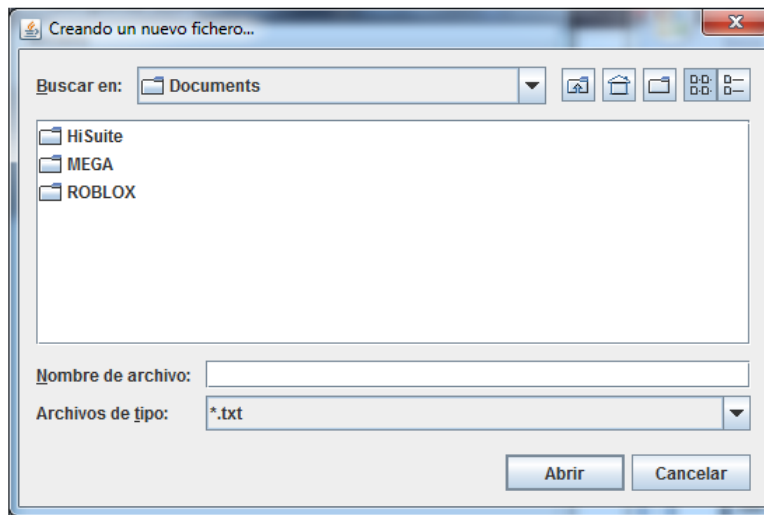 Creando un nuevo fichero...
Buscar en: Documents
HiSuite
MEGA
ROBLOX
Nombre de archivo:
Archivos de tipo: *.txt
Abrir Cancelar